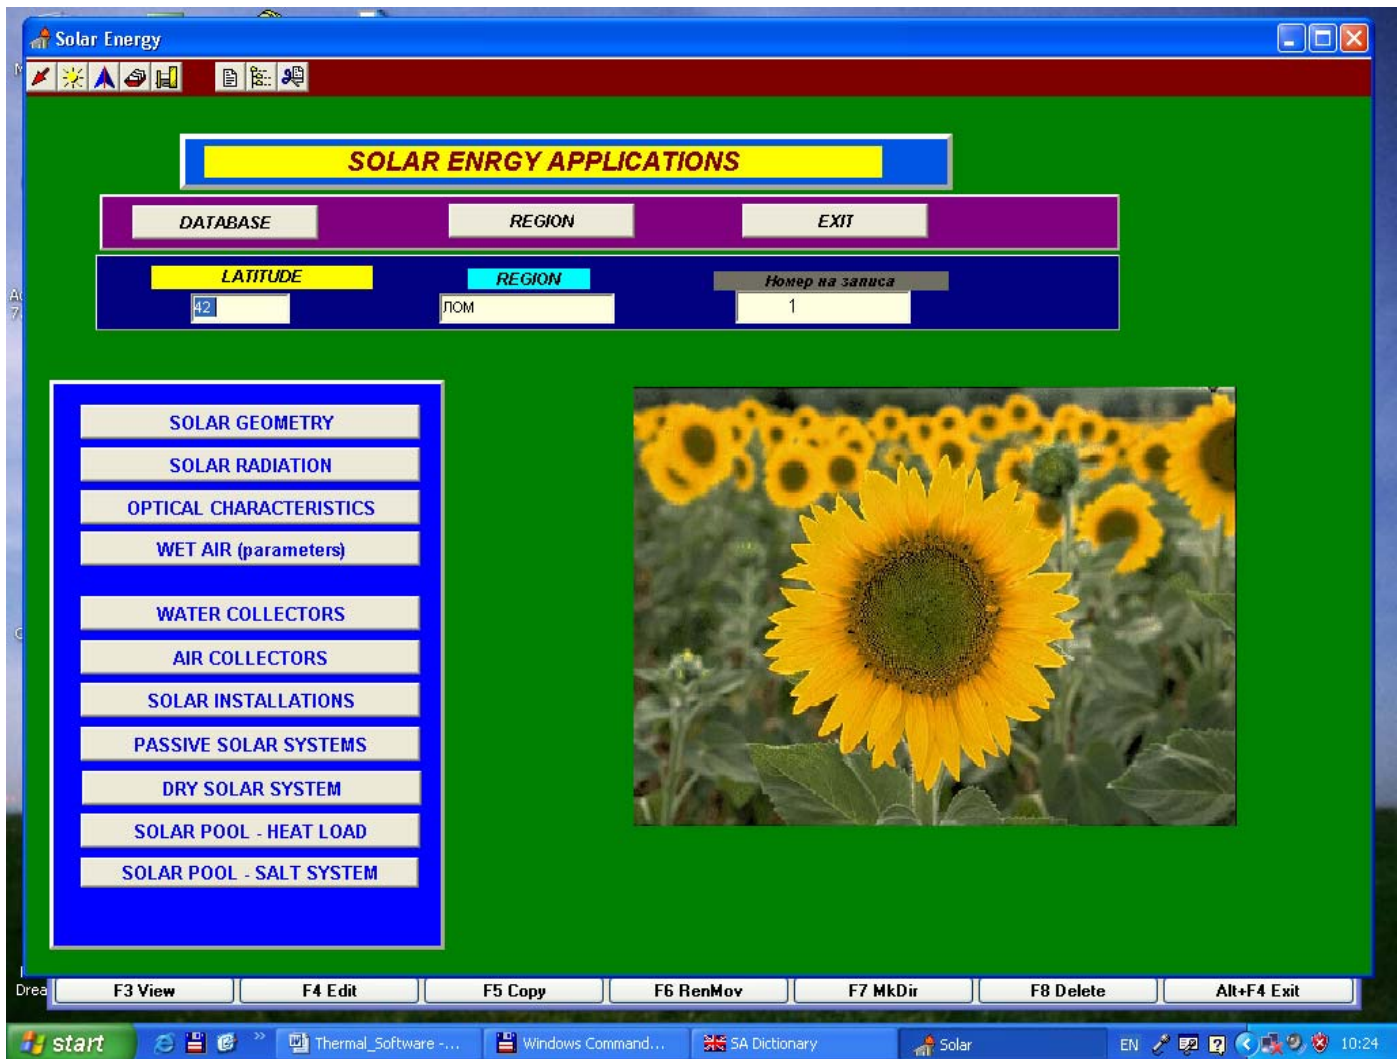 Solar Energy
SOLAR ENRGY APPLICATIONS
DATABASE REGION EXIT
LATITUDE REGION Номер на записа
42 ЛОМ 1
SOLAR GEOMETRY
SOLAR RADIATION
OPTICAL CHARACTERISTICS
WET AIR (parameters)
WATER COLLECTORS
AIR COLLECTORS
SOLAR INSTALLATIONS
PASSIVE SOLAR SYSTEMS
DRY SOLAR SYSTEM
SOLAR POOL - HEAT LOAD
SOLAR POOL - SALT SYSTEM
Drea F3 View F4 Edit F5 Copy F6 RenMov F7 MkDir F8 Delete Alt+F4 Exit
start Thermal_Software -... Windows Command... SA Dictionary Solar EN 10:24